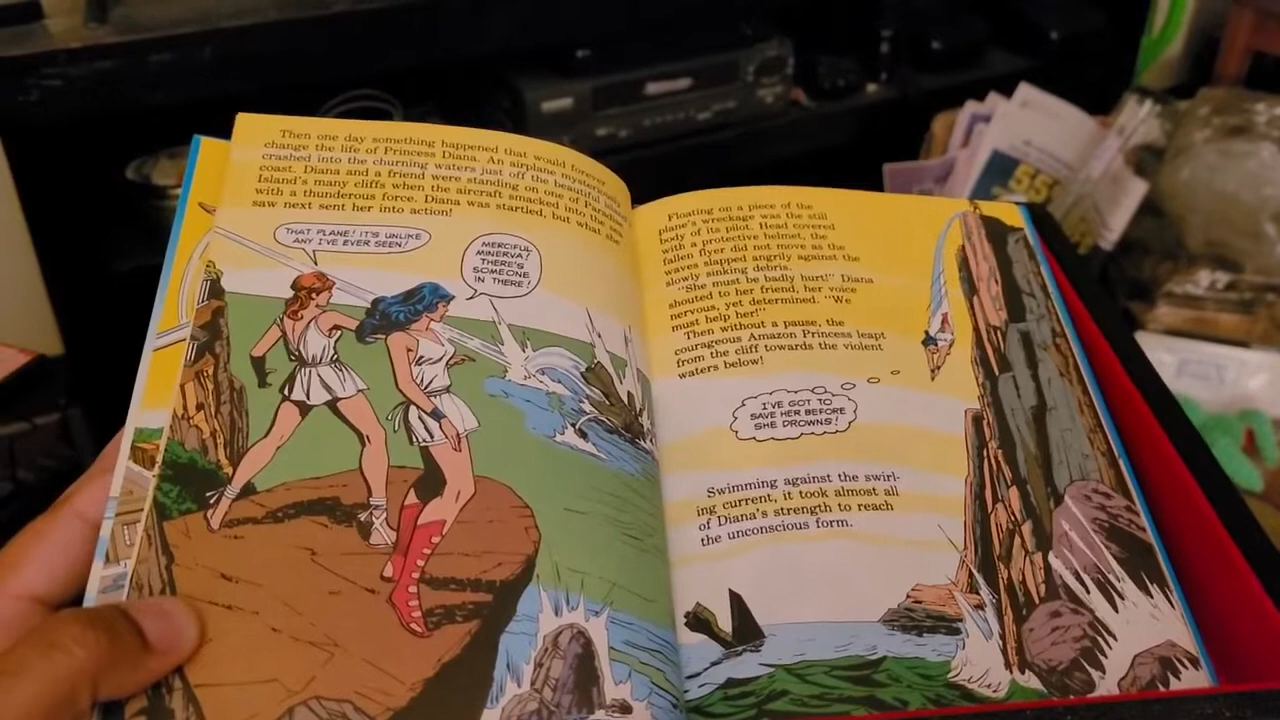 Then one day something happened that would forever
change the life of Princess Diana. An airplane mysteriously
crashed into the churning waters just off the beautiful island
coast. Diana and a friend were standing on one of Paradise
Island's many cliffs when the aircraft smacked into the sea
with a thunderous force. Diana was startled, but what she
saw next sent her into action!
THAT PLANE! IT'S UNLIKE
ANY I'VE EVER SEEN!
MERCIFUL
MINERVA!
THERE'S
SOMEONE
IN THERE!
Floating on a piece of the
plane's wreckage was the still
body of its pilot. Head covered
with a protective helmet, the
fallen flyer did not move as the
waves slapped angrily against the
slowly sinking debris.
"She must be badly hurt!" Diana
shouted to her friend, her voice
nervous, yet determined. "We
must help her!"
Then without a pause, the
courageous Amazon Princess leapt
from the cliff towards the violent
waters below!
I'VE GOT TO
SAVE HER BEFORE
SHE DROWNS!
Swimming against the swirl-
ing current, it took almost all
of Diana's strength to reach
the unconscious form.
55